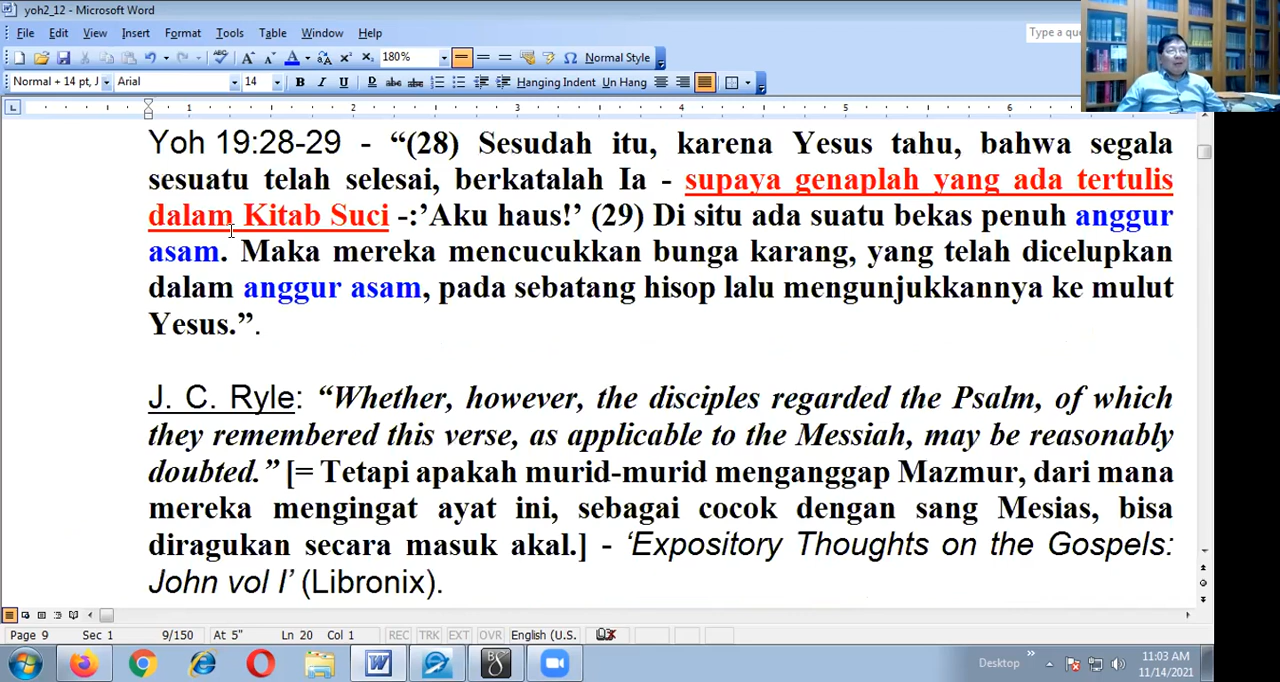 yoh2_12 - Microsoft Word
File Edit View Insert Format Tools Table Window Help
180% Normal Style
Normal + 14 pt, J Arial 14 B I U abc abc Hanging Indent Un Hang
1 2 3 4 5 6
Yoh 19:28-29 - “(28) Sesudah itu, karena Yesus tahu, bahwa segala
sesuatu telah selesai, berkatalah Ia - supaya genaplah yang ada tertulis
dalam Kitab Suci -:’Aku haus!’ (29) Di situ ada suatu bekas penuh anggur
asam. Maka mereka mencucukkan bunga karang, yang telah dicelupkan
dalam anggur asam, pada sebatang hisop lalu mengunjukkannya ke mulut
Yesus.”.
J. C. Ryle: “Whether, however, the disciples regarded the Psalm, of which
they remembered this verse, as applicable to the Messiah, may be reasonably
doubted.” [= Tetapi apakah murid-murid menganggap Mazmur, dari mana
mereka mengingat ayat ini, sebagai cocok dengan sang Mesias, bisa
diragukan secara masuk akal.] - ‘Expository Thoughts on the Gospels:
John vol I’ (Libronix).
Page 9 Sec 1 9/150 At 5" Ln 20 Col 1 REC TRK EXT OVR English (U.S.
Desktop 11:03 AM
11/14/2021